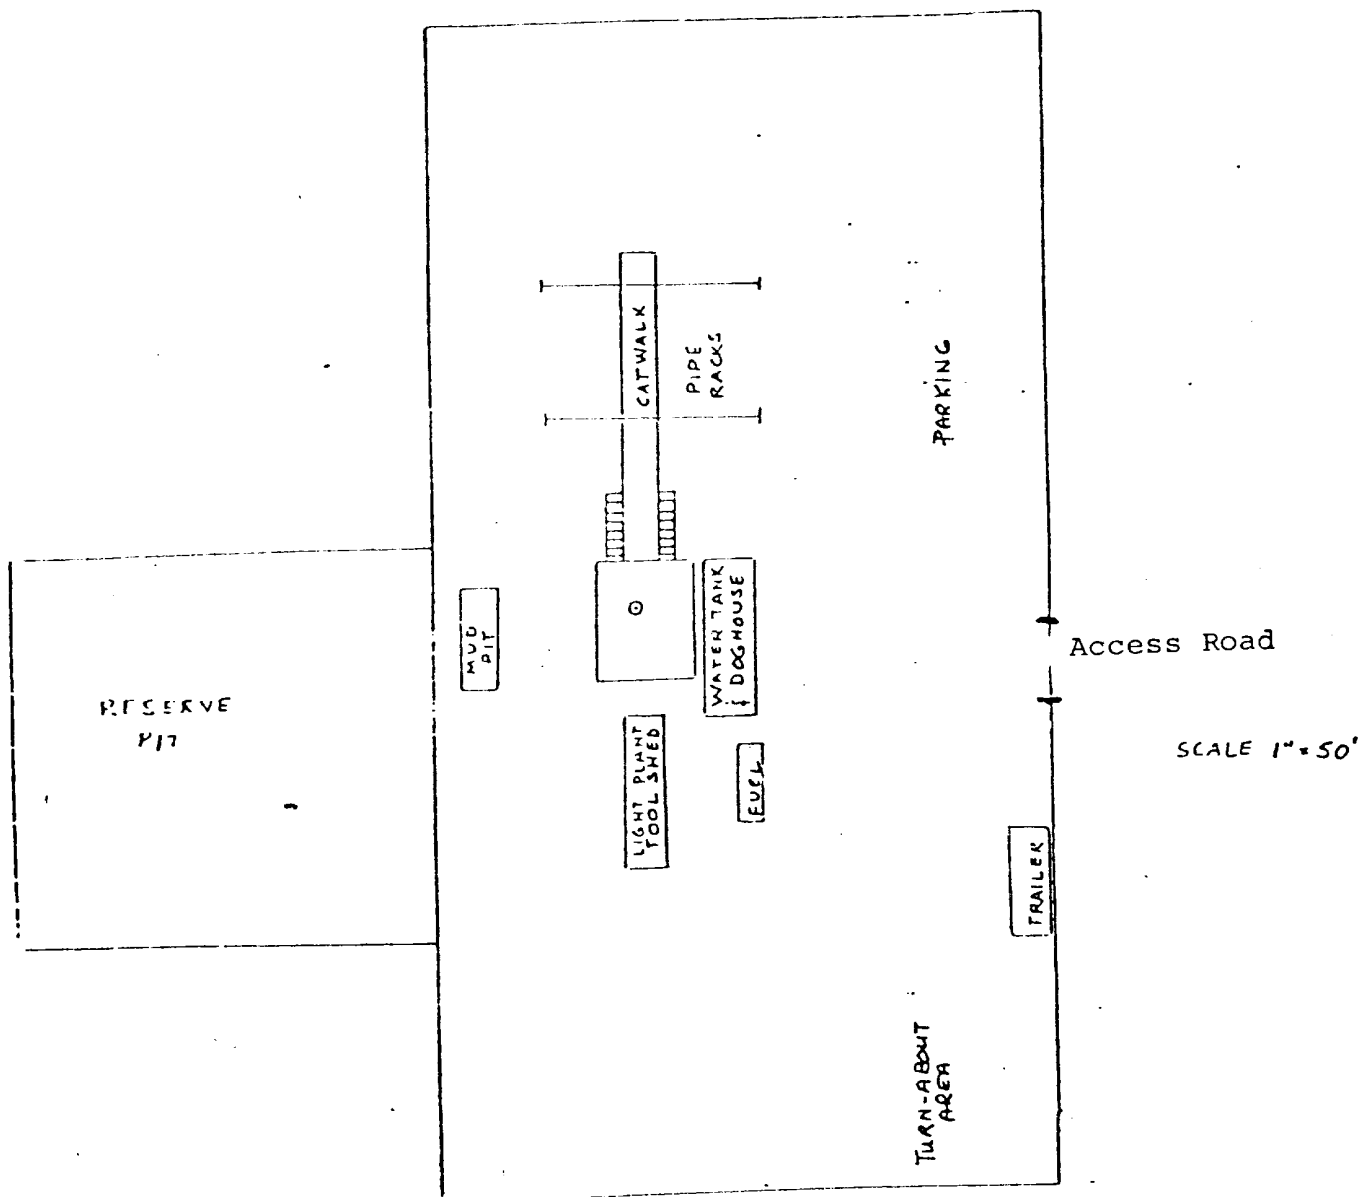 CATWALK
PIPE
RACKS
PARKING
MUD
PIT
WATER TANK
& DOGHOUSE
Access Road
RESERVE
PIT
LIGHT PLANT
TOOL SHED
FUEL
SCALE 1" = 50'
TRAILER
TURN-ABOUT
AREA